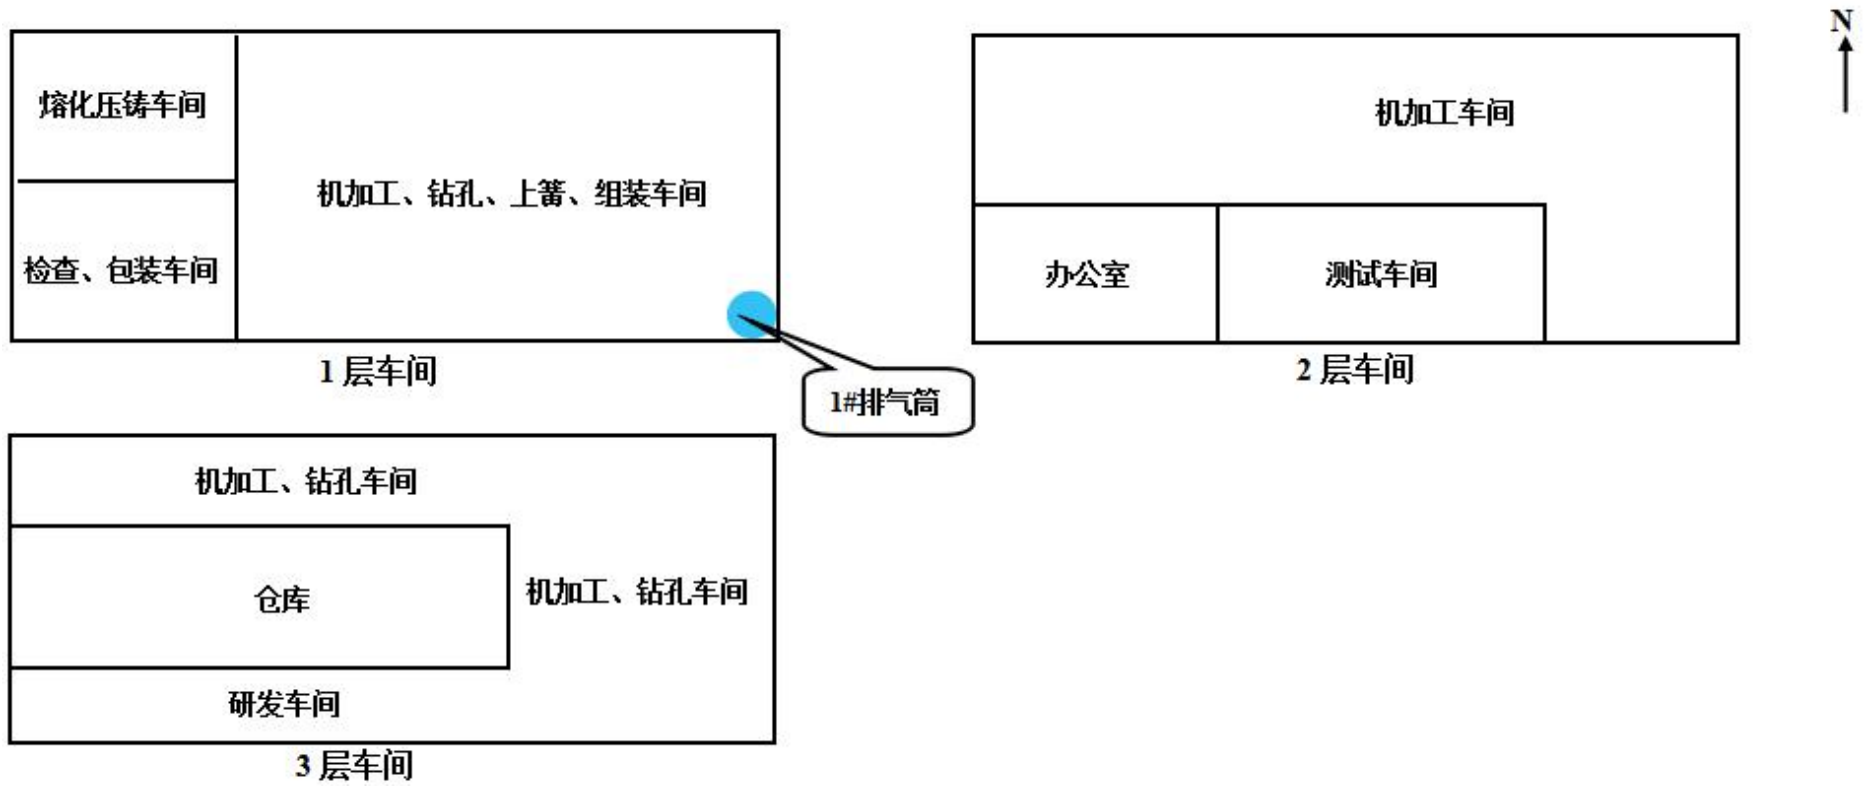 N
熔化压铸车间
机加工车间
机加工、钻孔、上簧、组装车间
检查、包装车间
办公室
测试车间
1 层车间
2 层车间
1#排气筒
机加工、钻孔车间
仓库
机加工、钻孔车间
研发车间
3 层车间